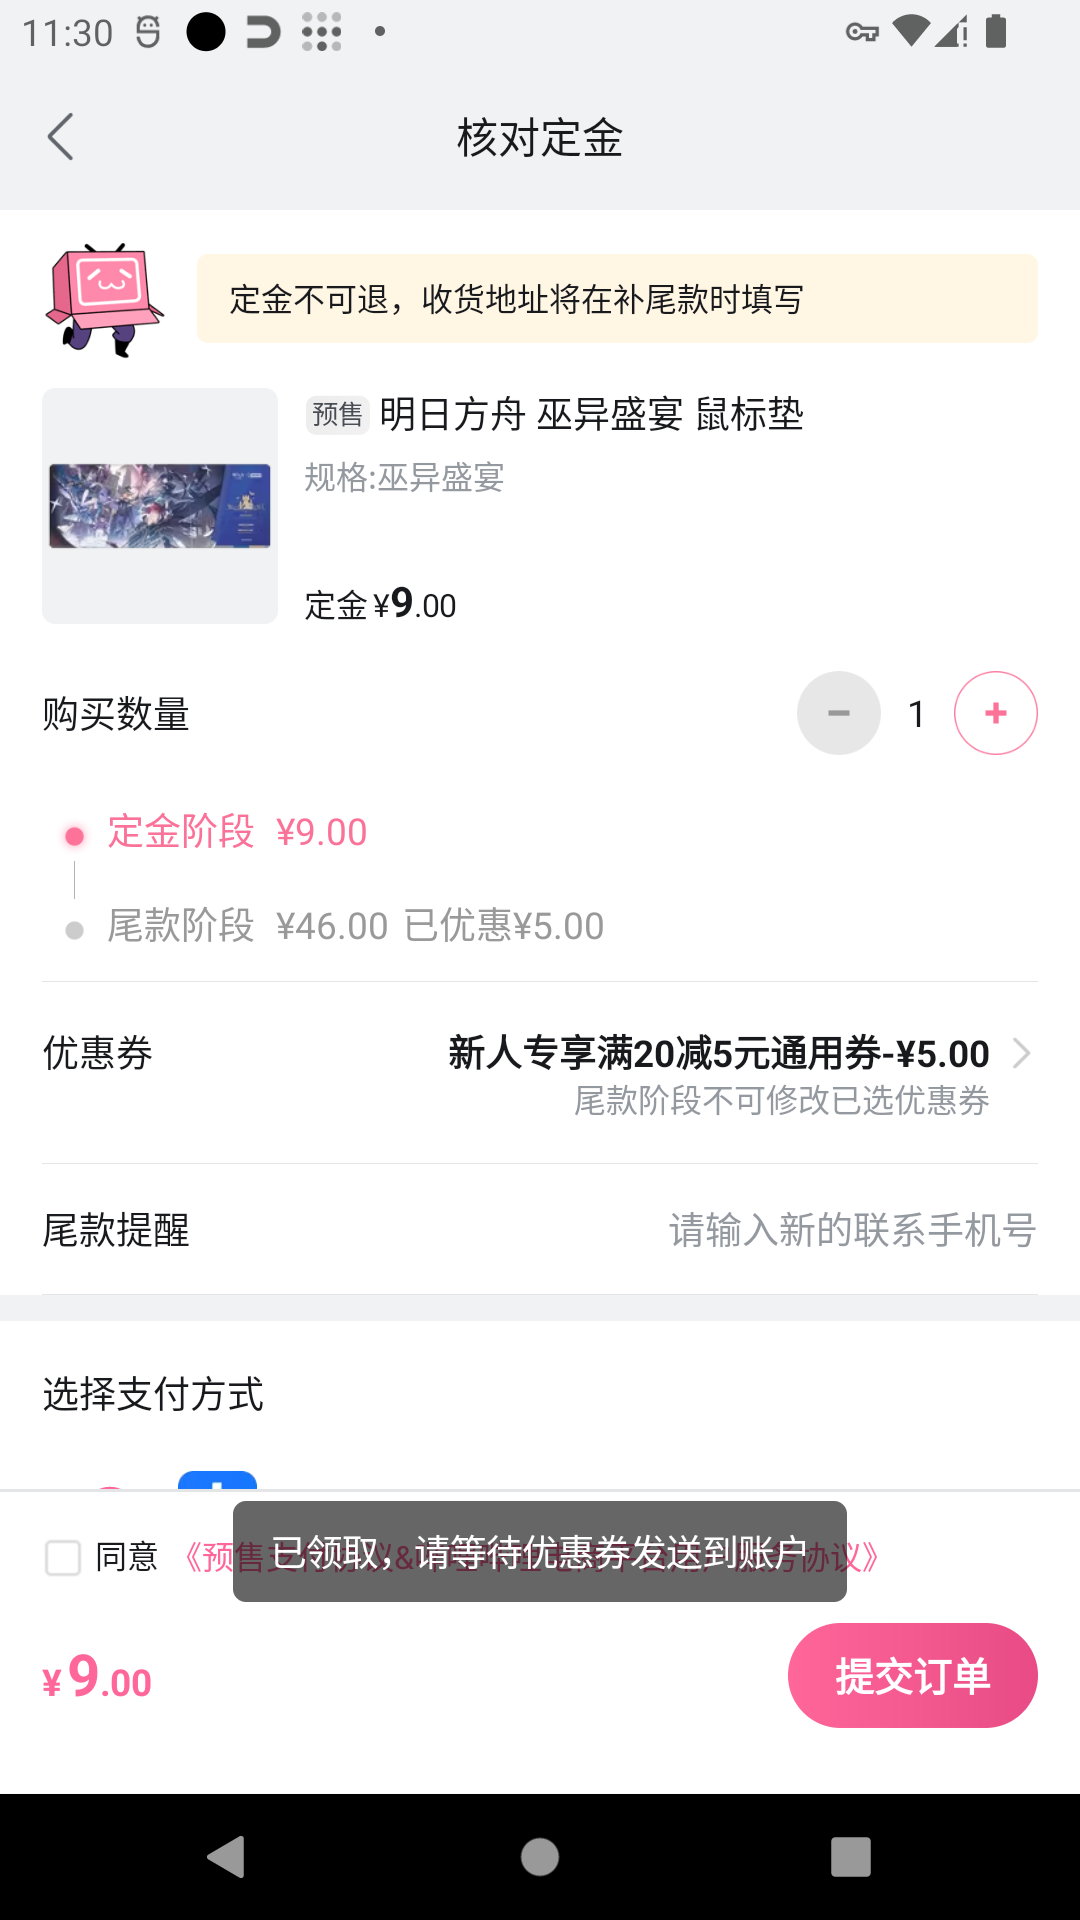 11:30
核对定金
定金不可退，收货地址将在补尾款时填写
预售 明日方舟 巫异盛宴 鼠标垫
规格:巫异盛宴
定金 ¥9.00
购买数量
1
定金阶段 ¥9.00
尾款阶段 ¥46.00 已优惠¥5.00
优惠券
新人专享满20减5元通用券-¥5.00
尾款阶段不可修改已选优惠券
尾款提醒
请输入新的联系手机号
选择支付方式
已领取，请等待优惠券发送到账户
同意
¥9.00
提交订单